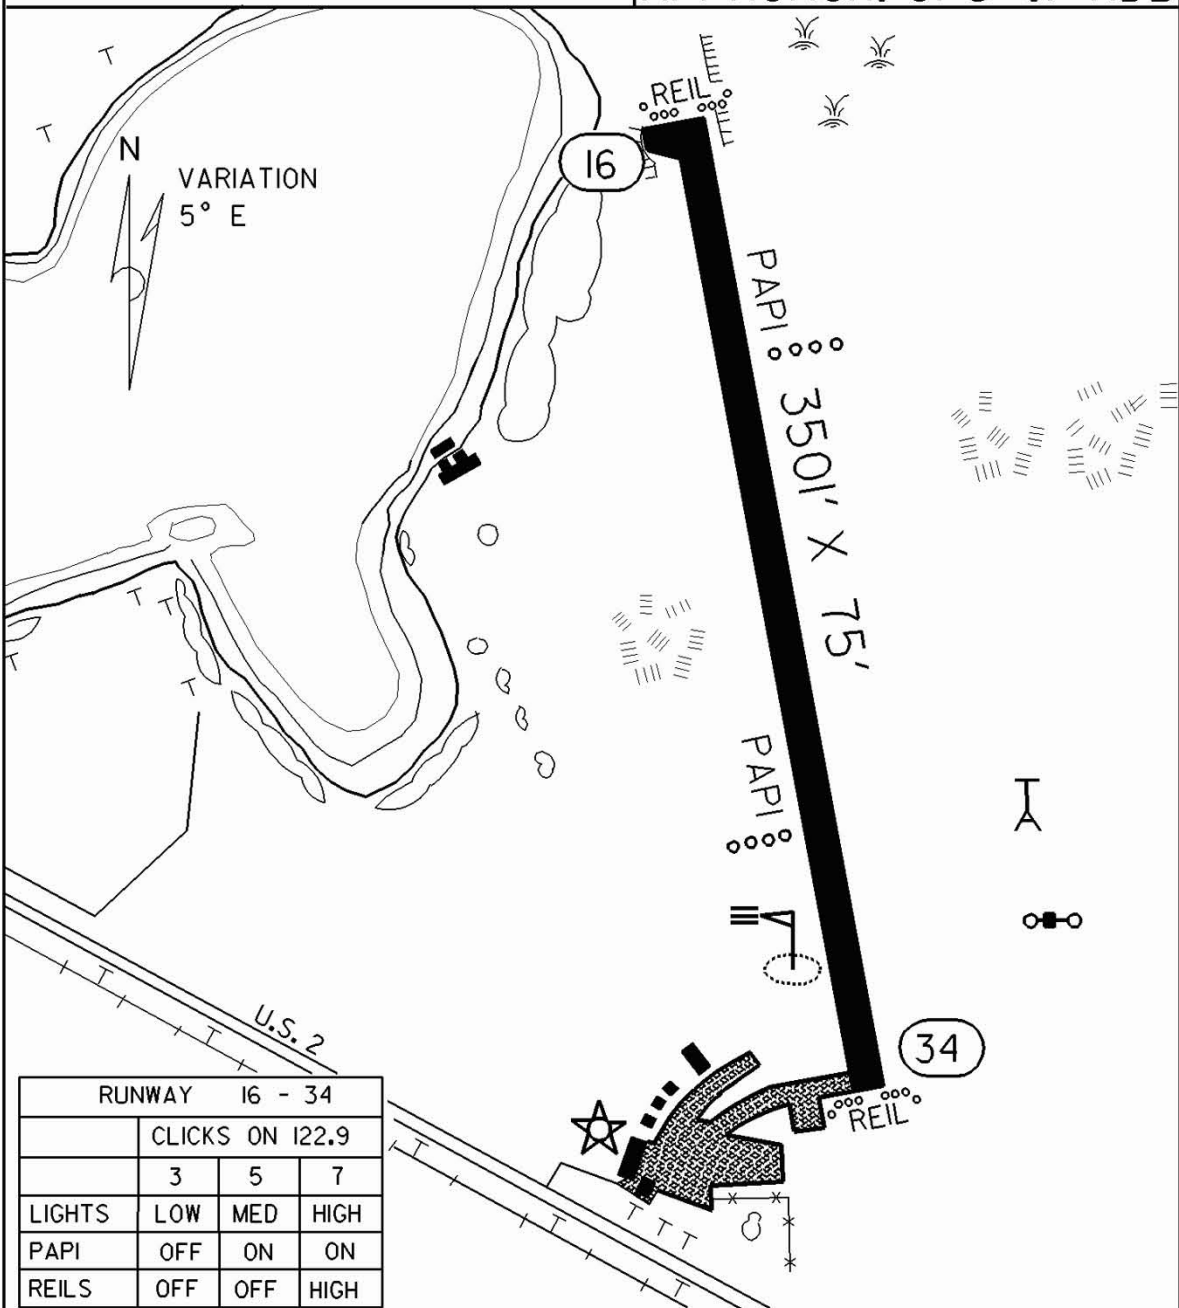 REIL
16
N
VARIATION
5° E
PAPI
3501' X 75'
PAPI
34
REIL
U.S. 2
RUNWAY 16 - 34
CLICKS ON 122.9
3 5 7
LIGHTS LOW MED HIGH
PAPI OFF ON ON
REILS OFF OFF HIGH